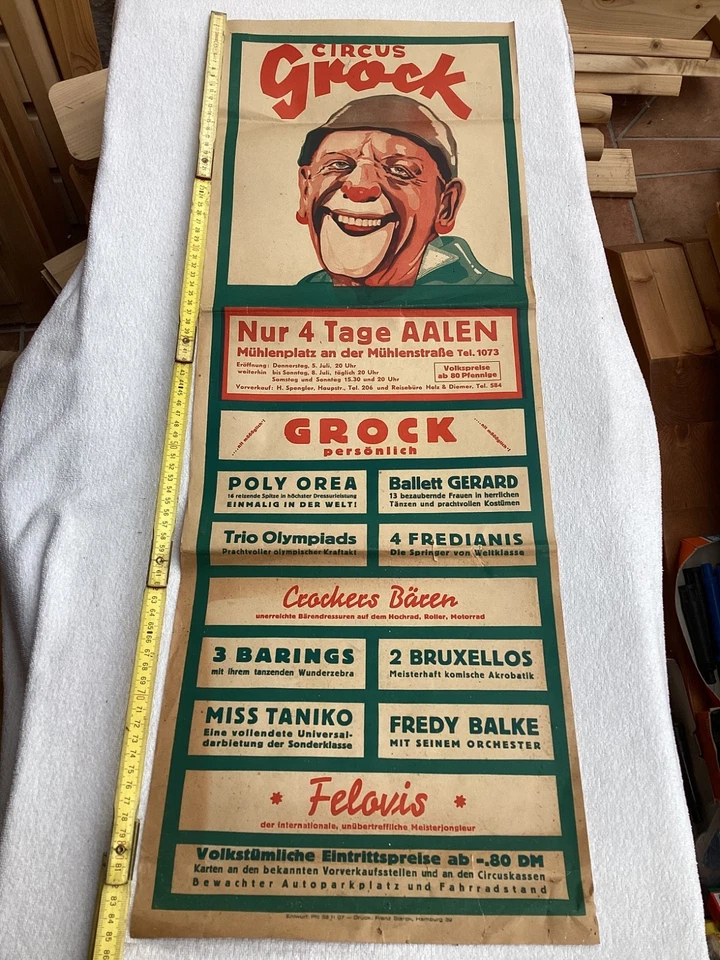 CIRCUS
Grock
Nur 4 Tage AALEN
Mühlenplatz an der Mühlenstraße Tel. 1073
Eröffnung: Donnerstag, 5. Juli, 20 Uhr
weiterhin bis Sonntag, 8. Juli, täglich 20 Uhr
Samstag und Sonntag 15.30 und 20 Uhr
Volkspreise
ab 80 Pfennige
Vorverkauf: H. Spengler, Hauptstr., Tel. 206 und Reisebüro Holz & Diemer, Tel. 584
GROCK
persönlich
POLY OREA
16 reizende Spitze in höchster Dressurleistung
EINMALIG IN DER WELT!
Ballett GERARD
13 bezaubernde Frauen in herrlichen
Tänzen und prachtvollen Kostümen
Trio Olympiads
Prachtvoller olympischer Kraftakt
4 FREDIANIS
Die Springer von Weltklasse
Crockers Bären
unerreichte Bärendressuren auf dem Hochrad, Roller, Motorrad
3 BARINGS
mit ihrem tanzenden Wunderzebra
2 BRUXELLOS
Meisterhaft komische Akrobatik
MISS TANIKO
Eine vollendete Universal-
darbietung der Sonderklasse
FREDY BALKE
MIT SEINEM ORCHESTER
* Felovis *
der internationale, unübertreffliche Meisterjongleur
Volkstümliche Eintrittspreise ab -.80 DM
Karten an den bekannten Vorverkaufsstellen und an den Circuskassen
Bewachter Autoparkplatz und Fahrradstand